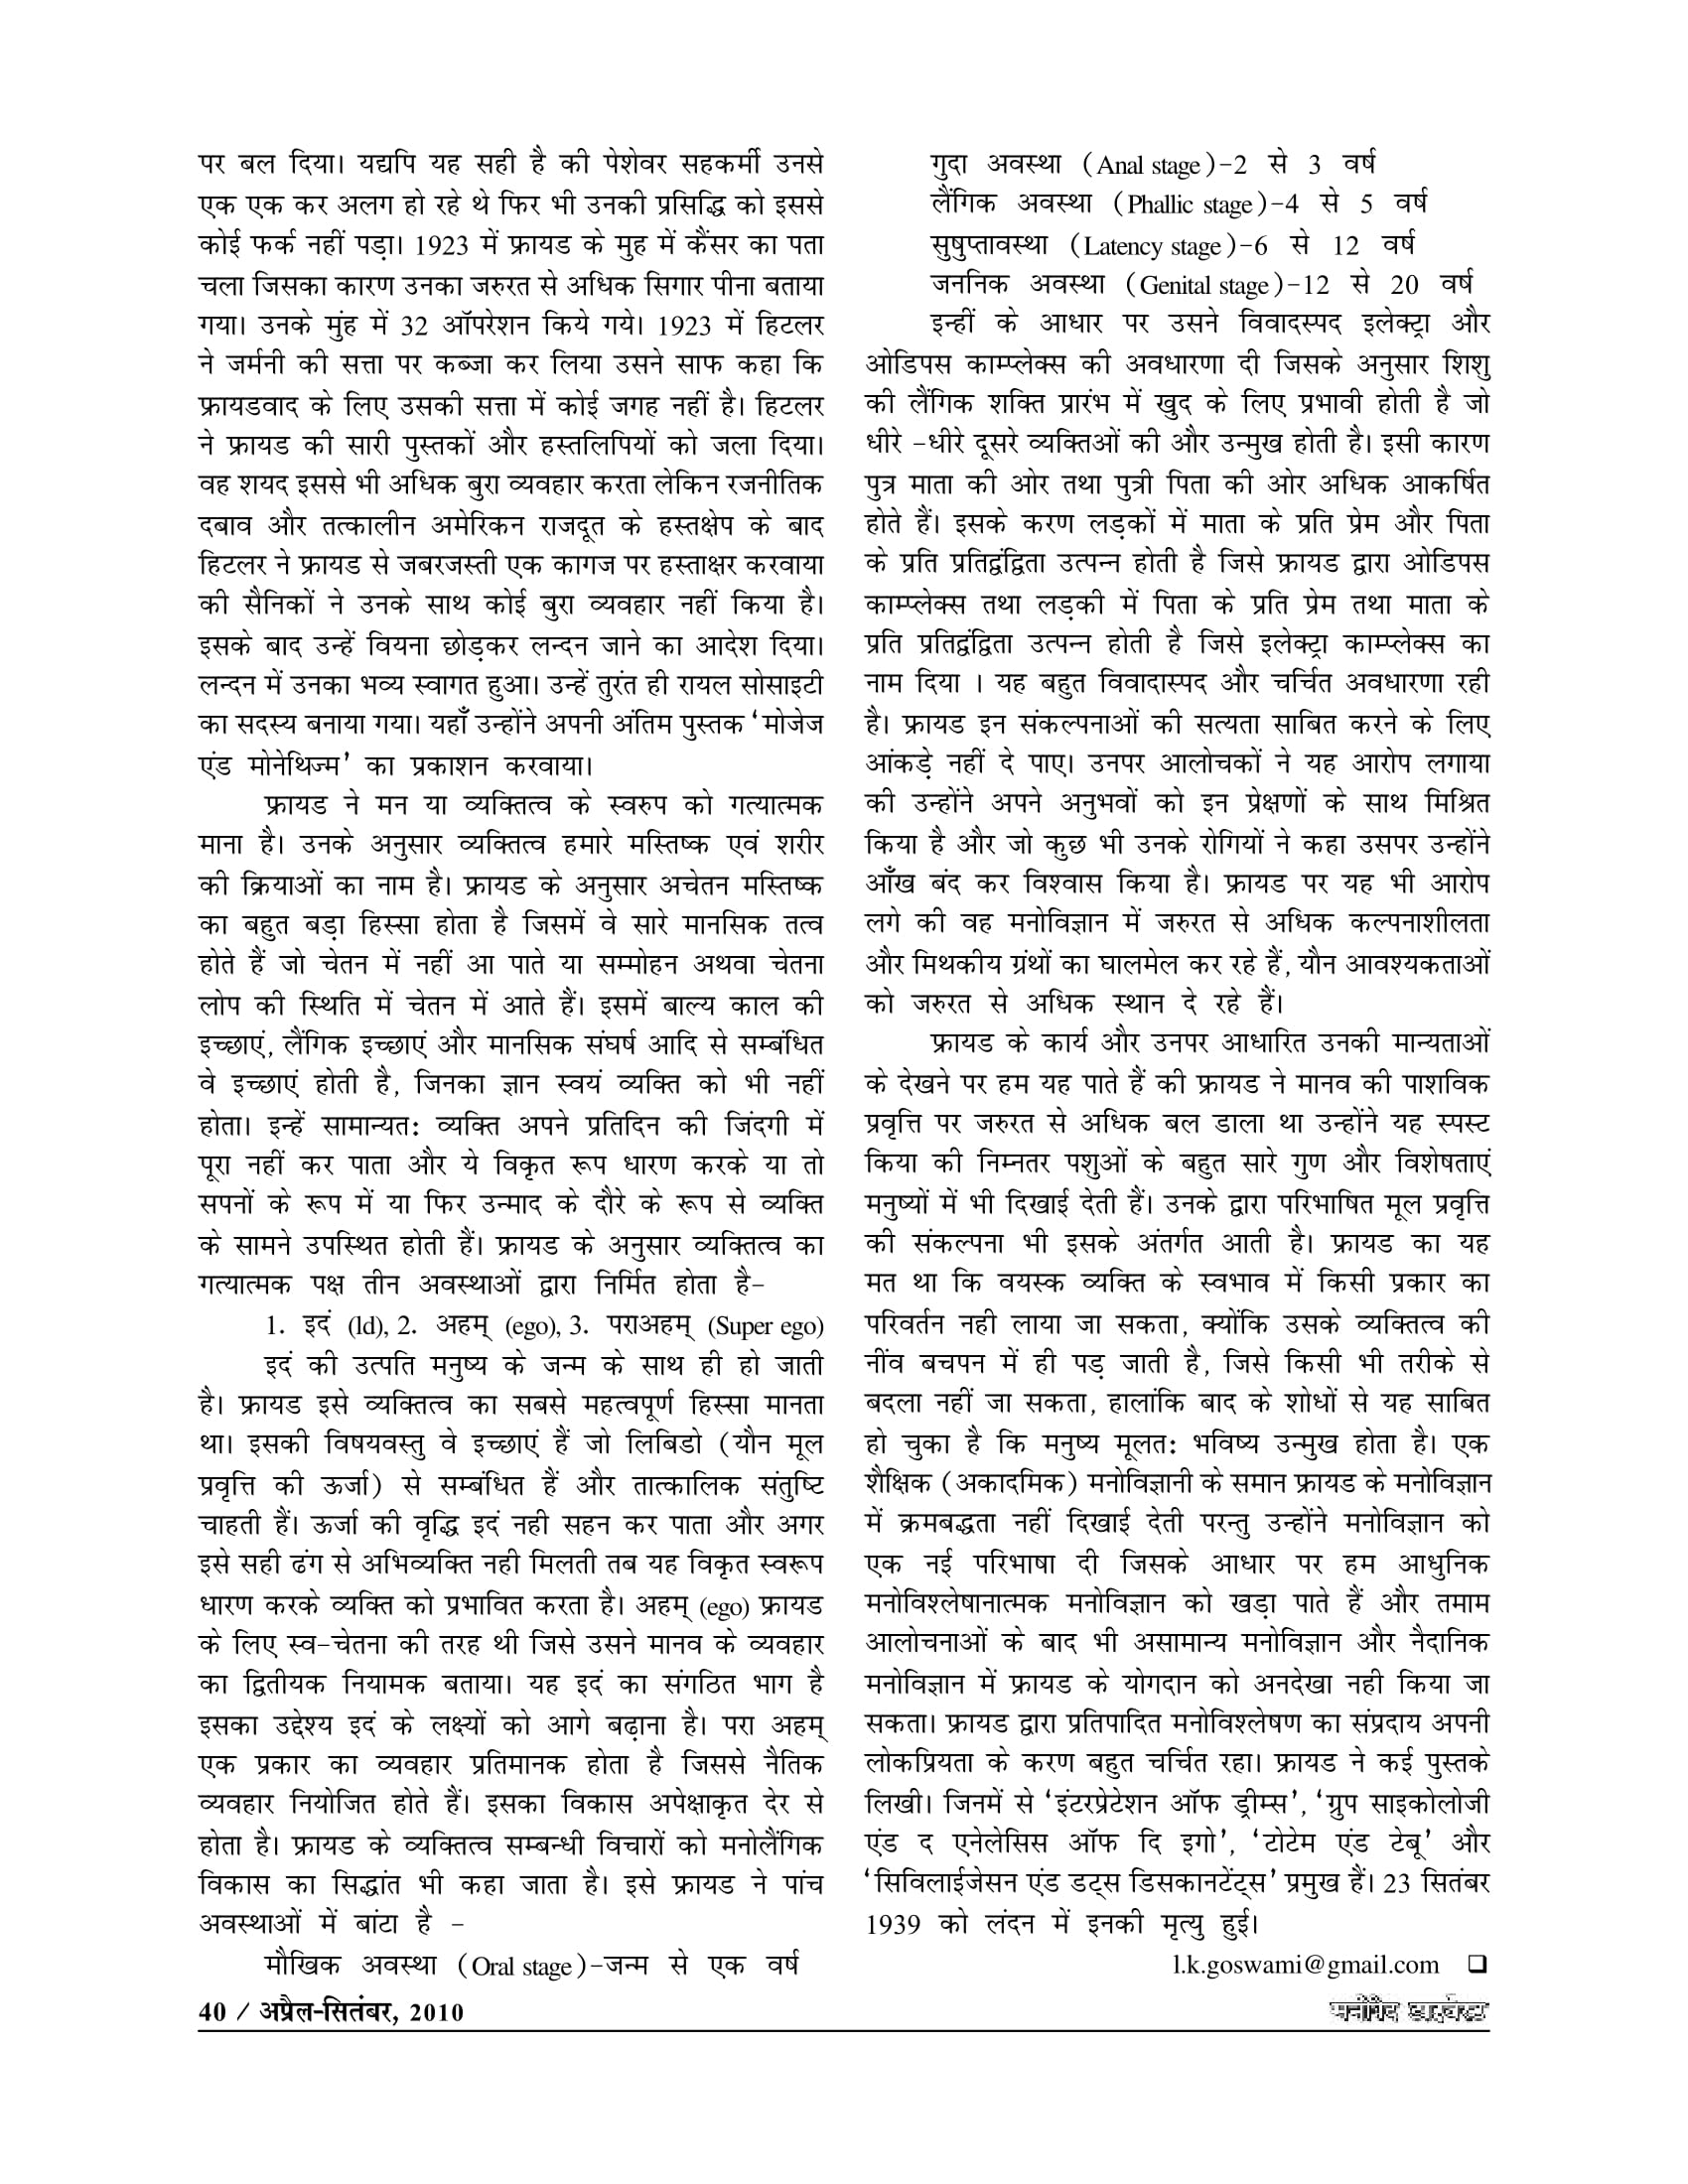 पर बल दिया। यद्यपि यह सही है की पेशेवर सहकर्मी उनसे
एक एक कर अलग हो रहे थे फिर भी उनकी प्रसिद्धि को इससे
कोई फर्क नहीं पड़ा। 1923 में फ्रायड के मुह में कैंसर का पता
चला जिसका कारण उनका जरुरत से अधिक सिगार पीना बताया
गया। उनके मुंह में 32 ऑपरेशन किये गये। 1923 में हिटलर
ने जर्मनी की सत्ता पर कब्जा कर लिया उसने साफ कहा कि
फ्रायडवाद के लिए उसकी सत्ता में कोई जगह नहीं है। हिटलर
ने फ्रायड की सारी पुस्तकों और हस्तलिपियों को जला दिया।
वह शयद इससे भी अधिक बुरा व्यवहार करता लेकिन रजनीतिक
दबाव और तत्कालीन अमेरिकन राजदूत के हस्तक्षेप के बाद
हिटलर ने फ्रायड से जबरजस्ती एक कागज पर हस्ताक्षर करवाया
की सैनिकों ने उनके साथ कोई बुरा व्यवहार नहीं किया है।
इसके बाद उन्हें वियना छोड़कर लन्दन जाने का आदेश दिया।
लन्दन में उनका भव्य स्वागत हुआ। उन्हें तुरंत ही रायल सोसाइटी
का सदस्य बनाया गया। यहाँ उन्होंने अपनी अंतिम पुस्तक ‘मोजेज
एंड मोनेथिज्म’ का प्रकाशन करवाया।
फ्रायड ने मन या व्यक्तित्व के स्वरुप को गत्यात्मक
माना है। उनके अनुसार व्यक्तित्व हमारे मस्तिष्क एवं शरीर
की क्रियाओं का नाम है। फ्रायड के अनुसार अचेतन मस्तिष्क
का बहुत बड़ा हिस्सा होता है जिसमें वे सारे मानसिक तत्व
होते हैं जो चेतन में नहीं आ पाते या सम्मोहन अथवा चेतना
लोप की स्थिति में चेतन में आते हैं। इसमें बाल्य काल की
इच्छाएं, लैंगिक इच्छाएं और मानसिक संघर्ष आदि से सम्बंधित
वे इच्छाएं होती है, जिनका ज्ञान स्वयं व्यक्ति को भी नहीं
होता। इन्हें सामान्यत: व्यक्ति अपने प्रतिदिन की जिंदगी में
पूरा नहीं कर पाता और ये विकृत रूप धारण करके या तो
सपनों के रूप में या फिर उन्माद के दौरे के रूप से व्यक्ति
के सामने उपस्थित होती हैं। फ्रायड के अनुसार व्यक्तित्व का
गत्यात्मक पक्ष तीन अवस्थाओं द्वारा निर्मित होता है-
1. इदं (ld), 2. अहम् (ego), 3. पराअहम् (Super ego)
इदं की उत्पति मनुष्य के जन्म के साथ ही हो जाती
है। फ्रायड इसे व्यक्तित्व का सबसे महत्वपूर्ण हिस्सा मानता
था। इसकी विषयवस्तु वे इच्छाएं हैं जो लिबिडो (यौन मूल
प्रवृत्ति की ऊर्जा) से सम्बंधित हैं और तात्कालिक संतुष्टि
चाहती हैं। ऊर्जा की वृद्धि इदं नही सहन कर पाता और अगर
इसे सही ढंग से अभिव्यक्ति नही मिलती तब यह विकृत स्वरूप
धारण करके व्यक्ति को प्रभावित करता है। अहम् (ego) फ्रायड
के लिए स्व-चेतना की तरह थी जिसे उसने मानव के व्यवहार
का द्वितीयक नियामक बताया। यह इदं का संगठित भाग है
इसका उद्देश्य इदं के लक्ष्यों को आगे बढ़ाना है। परा अहम्
एक प्रकार का व्यवहार प्रतिमानक होता है जिससे नैतिक
व्यवहार नियोजित होते हैं। इसका विकास अपेक्षाकृत देर से
होता है। फ्रायड के व्यक्तित्व सम्बन्धी विचारों को मनोलैंगिक
विकास का सिद्धांत भी कहा जाता है। इसे फ्रायड ने पांच
अवस्थाओं में बांटा है -
मौखिक अवस्था (Oral stage)-जन्म से एक वर्ष
गुदा अवस्था (Anal stage)-2 से 3 वर्ष
लैंगिक अवस्था (Phallic stage)-4 से 5 वर्ष
सुषुप्तावस्था (Latency stage)-6 से 12 वर्ष
जननिक अवस्था (Genital stage)-12 से 20 वर्ष
इन्हीं के आधार पर उसने विवादस्पद इलेक्ट्रा और
ओडिपस काम्प्लेक्स की अवधारणा दी जिसके अनुसार शिशु
की लैंगिक शक्ति प्रारंभ में खुद के लिए प्रभावी होती है जो
धीरे -धीरे दूसरे व्यक्तिओं की और उन्मुख होती है। इसी कारण
पुत्र माता की ओर तथा पुत्री पिता की ओर अधिक आकर्षित
होते हैं। इसके करण लड़कों में माता के प्रति प्रेम और पिता
के प्रति प्रतिद्वंद्विता उत्पन्न होती है जिसे फ्रायड द्वारा ओडिपस
काम्प्लेक्स तथा लड़की में पिता के प्रति प्रेम तथा माता के
प्रति प्रतिद्वंद्विता उत्पन्न होती है जिसे इलेक्ट्रा काम्प्लेक्स का
नाम दिया । यह बहुत विवादास्पद और चर्चित अवधारणा रही
है। फ्रायड इन संकल्पनाओं की सत्यता साबित करने के लिए
आंकड़े नहीं दे पाए। उनपर आलोचकों ने यह आरोप लगाया
की उन्होंने अपने अनुभवों को इन प्रेक्षणों के साथ मिश्रित
किया है और जो कुछ भी उनके रोगियों ने कहा उसपर उन्होंने
आँख बंद कर विश्वास किया है। फ्रायड पर यह भी आरोप
लगे की वह मनोविज्ञान में जरुरत से अधिक कल्पनाशीलता
और मिथकीय ग्रंथों का घालमेल कर रहे हैं, यौन आवश्यकताओं
को जरुरत से अधिक स्थान दे रहे हैं।
फ्रायड के कार्य और उनपर आधारित उनकी मान्यताओं
के देखने पर हम यह पाते हैं की फ्रायड ने मानव की पाशविक
प्रवृत्ति पर जरुरत से अधिक बल डाला था उन्होंने यह स्पस्ट
किया की निम्नतर पशुओं के बहुत सारे गुण और विशेषताएं
मनुष्यों में भी दिखाई देती हैं। उनके द्वारा परिभाषित मूल प्रवृत्ति
की संकल्पना भी इसके अंतर्गत आती है। फ्रायड का यह
मत था कि वयस्क व्यक्ति के स्वभाव में किसी प्रकार का
परिवर्तन नही लाया जा सकता, क्योंकि उसके व्यक्तित्व की
नींव बचपन में ही पड़ जाती है, जिसे किसी भी तरीके से
बदला नहीं जा सकता, हालांकि बाद के शोधों से यह साबित
हो चुका है कि मनुष्य मूलत: भविष्य उन्मुख होता है। एक
शैक्षिक (अकादमिक) मनोविज्ञानी के समान फ्रायड के मनोविज्ञान
में क्रमबद्धता नहीं दिखाई देती परन्तु उन्होंने मनोविज्ञान को
एक नई परिभाषा दी जिसके आधार पर हम आधुनिक
मनोविश्लेषानात्मक मनोविज्ञान को खड़ा पाते हैं और तमाम
आलोचनाओं के बाद भी असामान्य मनोविज्ञान और नैदानिक
मनोविज्ञान में फ्रायड के योगदान को अनदेखा नही किया जा
सकता। फ्रायड द्वारा प्रतिपादित मनोविश्लेषण का संप्रदाय अपनी
लोकप्रियता के करण बहुत चर्चित रहा। फ्रायड ने कई पुस्तके
लिखी। जिनमें से ‘इंटरप्रेटेशन ऑफ ड्रीम्स’, ‘ग्रुप साइकोलोजी
एंड द एनेलेसिस ऑफ दि इगो’, ‘टोटेम एंड टेबू’ और
‘सिविलाईजेसन एंड डट्स डिसकानटेंट्स’ प्रमुख हैं। 23 सितंबर
1939 को लंदन में इनकी मृत्यु हुई।
l.k.goswami@gmail.com ❑
40 / अप्रैल-सितंबर, 2010